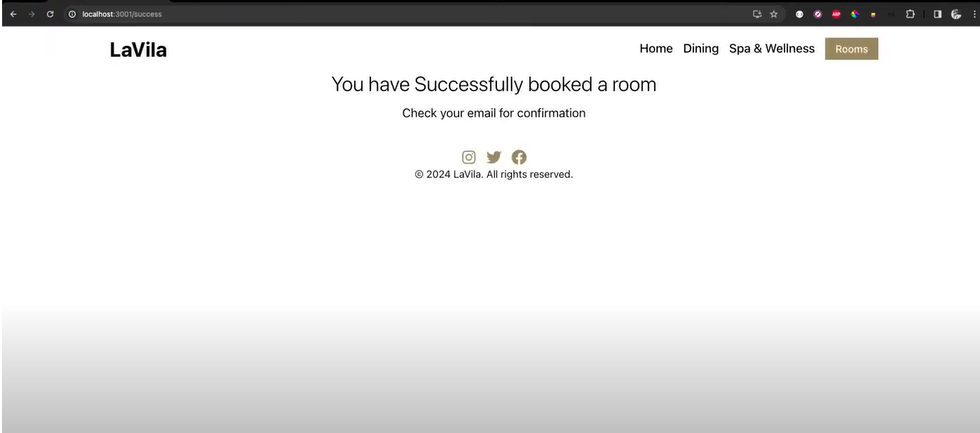 localhost:3001/success
LaVila
Home Dining Spa & Wellness Rooms
You have Successfully booked a room
Check your email for confirmation
© 2024 LaVila. All rights reserved.